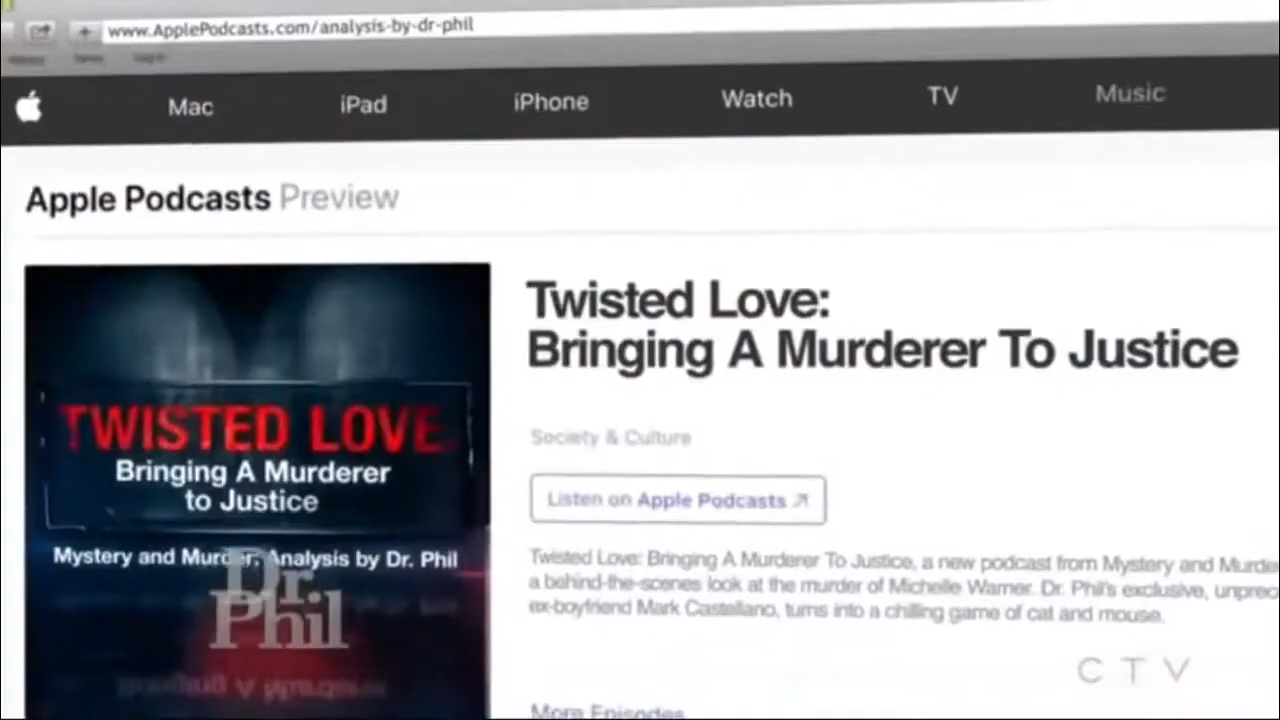 www.ApplePodcasts.com/analysis-by-dr-phil
Mac iPad iPhone Watch TV Music
Apple Podcasts Preview
Twisted Love:
Bringing A Murderer To Justice
TWISTED LOVE
Bringing A Murderer
to Justice
Mystery and Murder: Analysis by Dr. Phil
Dr.
Phil
Society & Culture
Listen on Apple Podcasts
Twisted Love: Bringing A Murderer To Justice, a new podcast from Mystery and Murde
a behind-the-scenes look at the murder of Michelle Warner. Dr. Phil's exclusive, unprec
ex-boyfriend Mark Castellano, turns into a chilling game of cat and mouse.
More Episodes
CTV